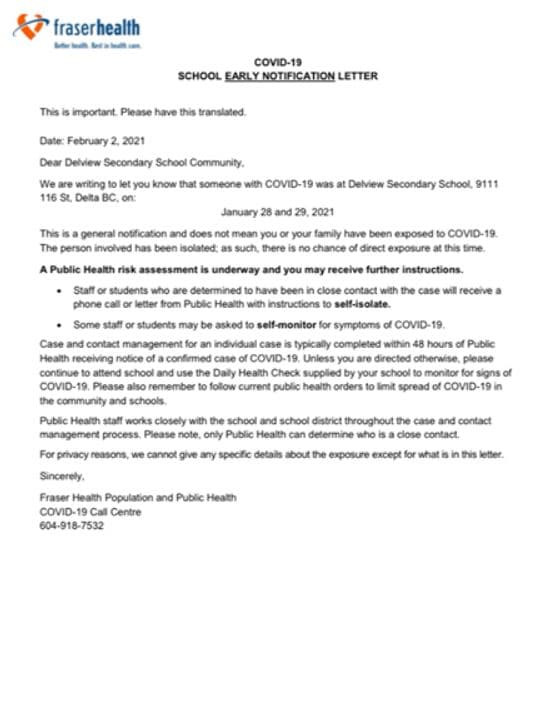 fraserhealth
Better health. Best in health care.
COVID-19
SCHOOL EARLY NOTIFICATION LETTER
This is important. Please have this translated.
Date: February 2, 2021
Dear Delview Secondary School Community,
We are writing to let you know that someone with COVID-19 was at Delview Secondary School, 9111
116 St, Delta BC, on:
January 28 and 29, 2021
This is a general notification and does not mean you or your family have been exposed to COVID-19.
The person involved has been isolated; as such, there is no chance of direct exposure at this time.
A Public Health risk assessment is underway and you may receive further instructions.
• Staff or students who are determined to have been in close contact with the case will receive a
phone call or letter from Public Health with instructions to self-isolate.
• Some staff or students may be asked to self-monitor for symptoms of COVID-19.
Case and contact management for an individual case is typically completed within 48 hours of Public
Health receiving notice of a confirmed case of COVID-19. Unless you are directed otherwise, please
continue to attend school and use the Daily Health Check supplied by your school to monitor for signs of
COVID-19. Please also remember to follow current public health orders to limit spread of COVID-19 in
the community and schools.
Public Health staff works closely with the school and school district throughout the case and contact
management process. Please note, only Public Health can determine who is a close contact.
For privacy reasons, we cannot give any specific details about the exposure except for what is in this letter.
Sincerely,
Fraser Health Population and Public Health
COVID-19 Call Centre
604-918-7532